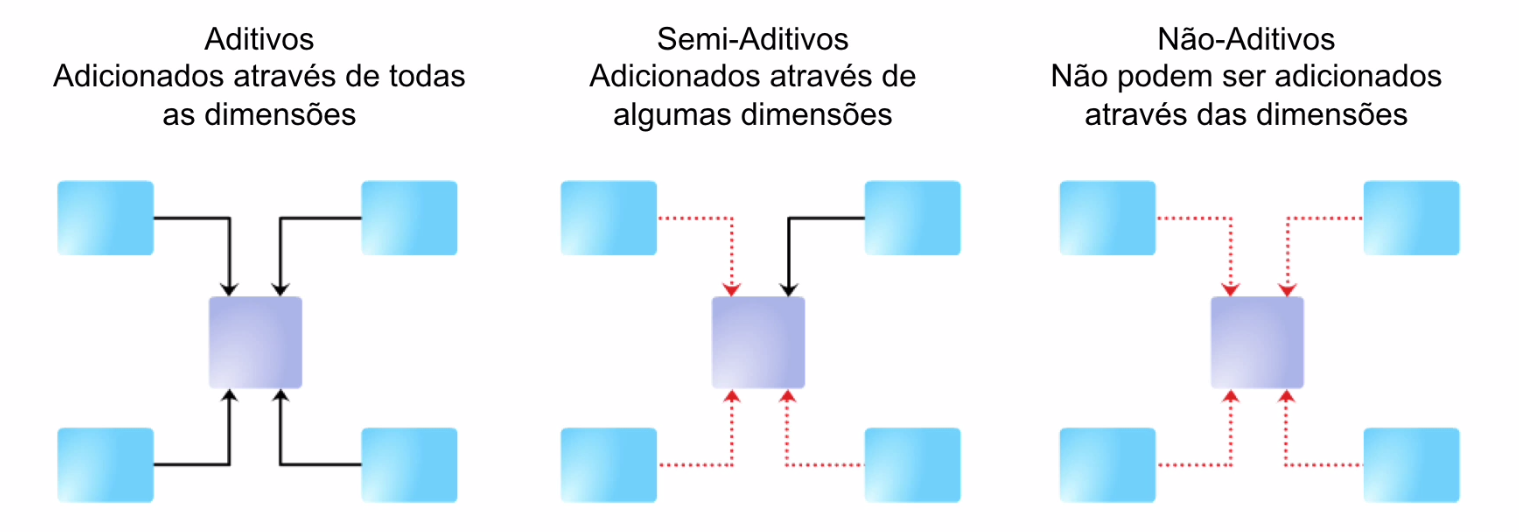 Aditivos
Adicionados através de todas
as dimensões
Semi-Aditivos
Adicionados através de
algumas dimensões
Não-Aditivos
Não podem ser adicionados
através das dimensões